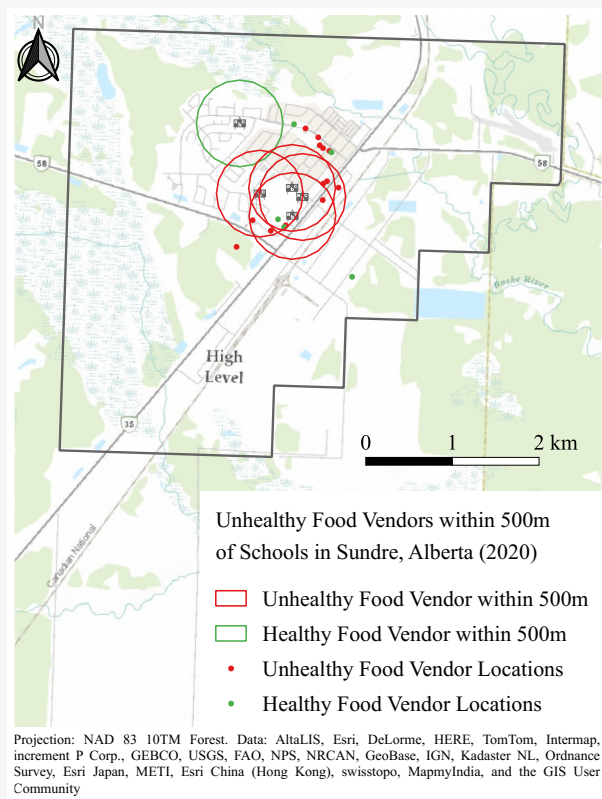 58
58
Bushe River
High
Level
35
Canadian National
0 1 2 km
Unhealthy Food Vendors within 500m
of Schools in Sundre, Alberta (2020)
Unhealthy Food Vendor within 500m
Healthy Food Vendor within 500m
Unhealthy Food Vendor Locations
Healthy Food Vendor Locations
Projection: NAD 83 10TM Forest. Data: AltaLIS, Esri, DeLorme, HERE, TomTom, Intermap,
increment P Corp., GEBCO, USGS, FAO, NPS, NRCAN, GeoBase, IGN, Kadaster NL, Ordnance
Survey, Esri Japan, METI, Esri China (Hong Kong), swisstopo, MapmyIndia, and the GIS User
Community